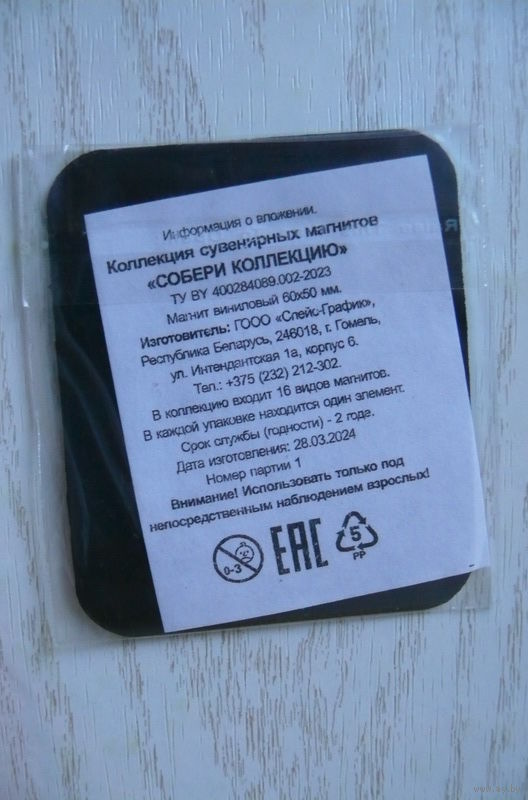 Информация о вложении.
Коллекция сувенирных магнитов
«СОБЕРИ КОЛЛЕКЦИЮ»
ТУ BY 400284089.002-2023
Магнит виниловый 60х50 мм.
Изготовитель: ГООО «Спейс-Графикс»,
Республика Беларусь, 246018, г. Гомель,
ул. Интендантская 1а, корпус 6.
Тел.: +375 (232) 212-302.
В коллекцию входит 16 видов магнитов.
В каждой упаковке находится один элемент.
Срок службы (годности) - 2 года.
Дата изготовления: 28.03.2024
Номер партии 1
Внимание! Использовать только под
непосредственным наблюдением взрослых!
0-3 EAC 5
PP